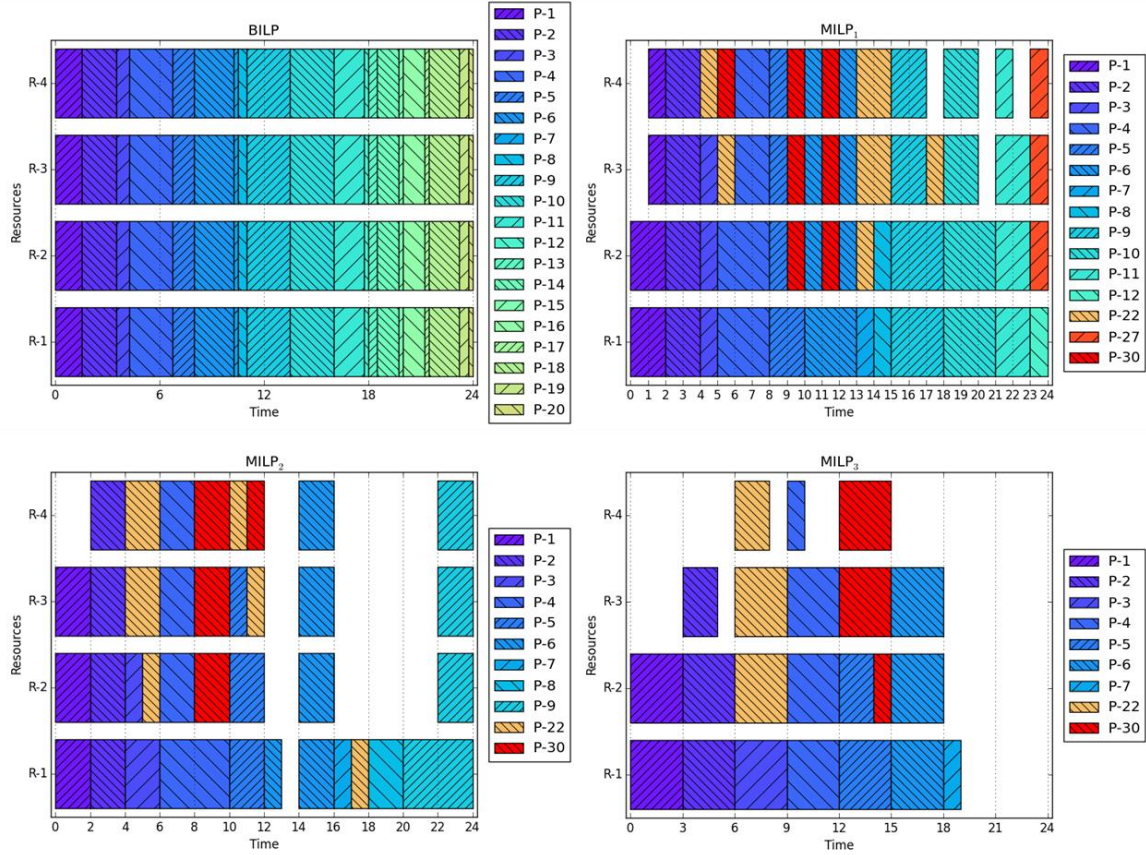 BILP
R-4
R-3
R-2
R-1
Resources
0 6 12 18 24
Time
P-1
P-2
P-3
P-4
P-5
P-6
P-7
P-8
P-9
P-10
P-11
P-12
P-13
P-14
P-15
P-16
P-17
P-18
P-19
P-20
MILP₁
R-4
R-3
R-2
R-1
Resources
0 1 2 3 4 5 6 7 8 9 10 11 12 13 14 15 16 17 18 19 20 21 22 23 24
Time
P-1
P-2
P-3
P-4
P-5
P-6
P-7
P-8
P-9
P-10
P-11
P-12
P-22
P-27
P-30
MILP₂
R-4
R-3
R-2
R-1
Resources
0 2 4 6 8 10 12 14 16 18 20 22 24
Time
P-1
P-2
P-3
P-4
P-5
P-6
P-7
P-8
P-9
P-22
P-30
MILP₃
R-4
R-3
R-2
R-1
Resources
0 3 6 9 12 15 18 21 24
Time
P-1
P-2
P-3
P-4
P-5
P-6
P-7
P-22
P-30